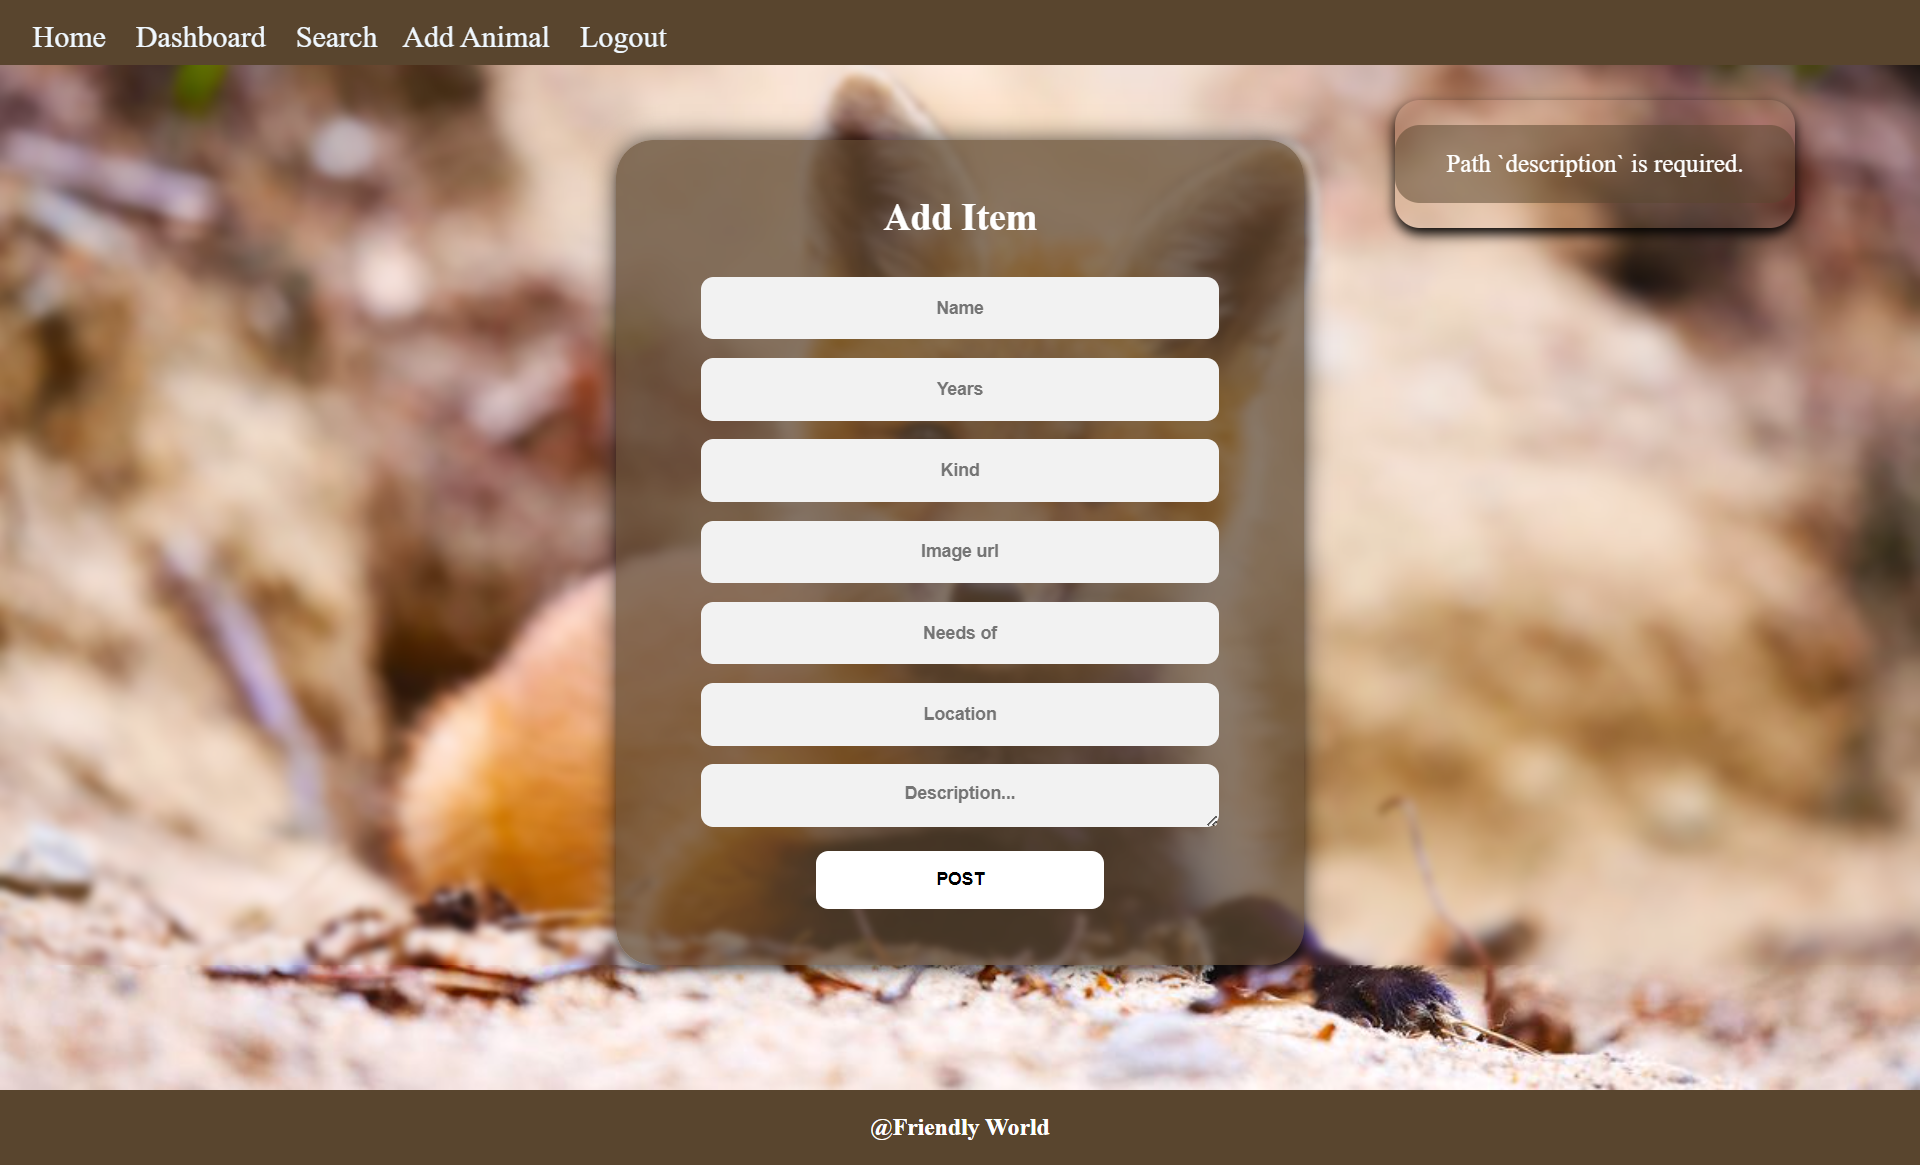 Home Dashboard Search Add Animal Logout
Path `description` is required.
Add Item
Name
Years
Kind
Image url
Needs of
Location
Description...
POST
@Friendly World